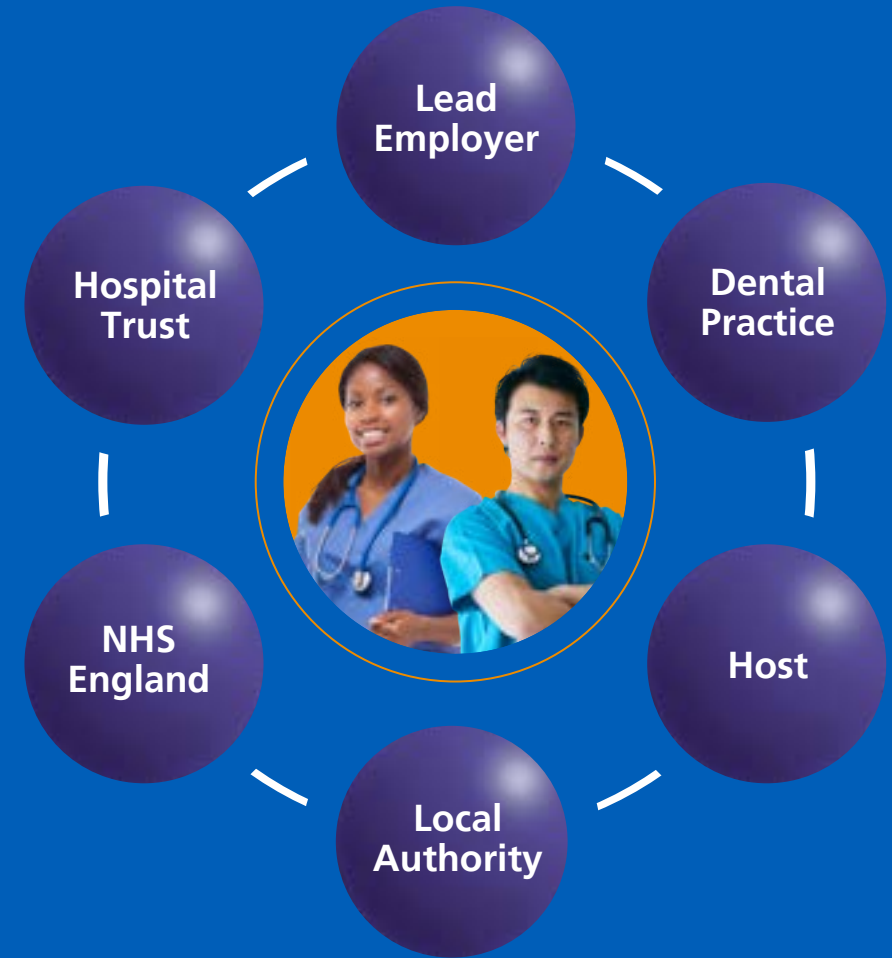 Lead
Employer
Hospital
Trust
Dental
Practice
NHS
England
Host
Local
Authority